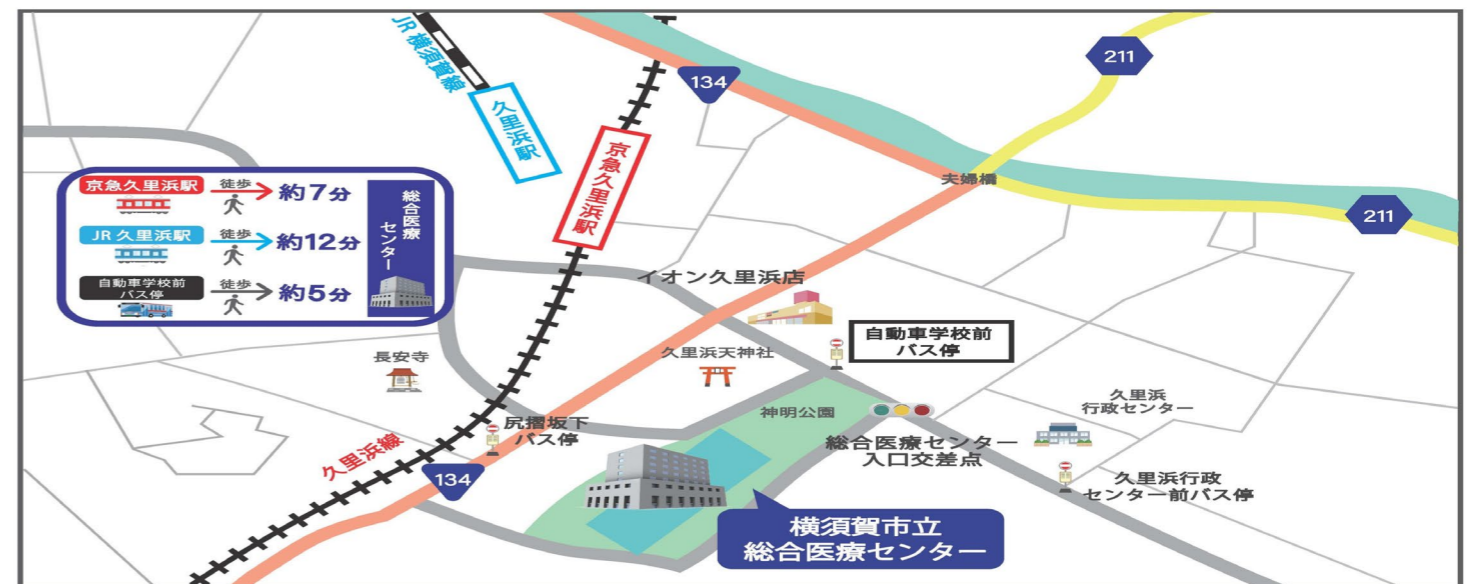 JR横須賀線
久里浜駅
京急久里浜駅
134
211
夫婦橋
211
京急久里浜駅
徒歩
約7分
JR 久里浜駅
徒歩
約12分
自動車学校前
バス停
徒歩
約5分
総合医療
センター
イオン久里浜店
自動車学校前
バス停
長安寺
久里浜天神社
神明公園
久里浜
行政センター
尻摺坂下
バス停
総合医療センター
入口交差点
久里浜線
134
久里浜行政
センター前バス停
横須賀市立
総合医療センター